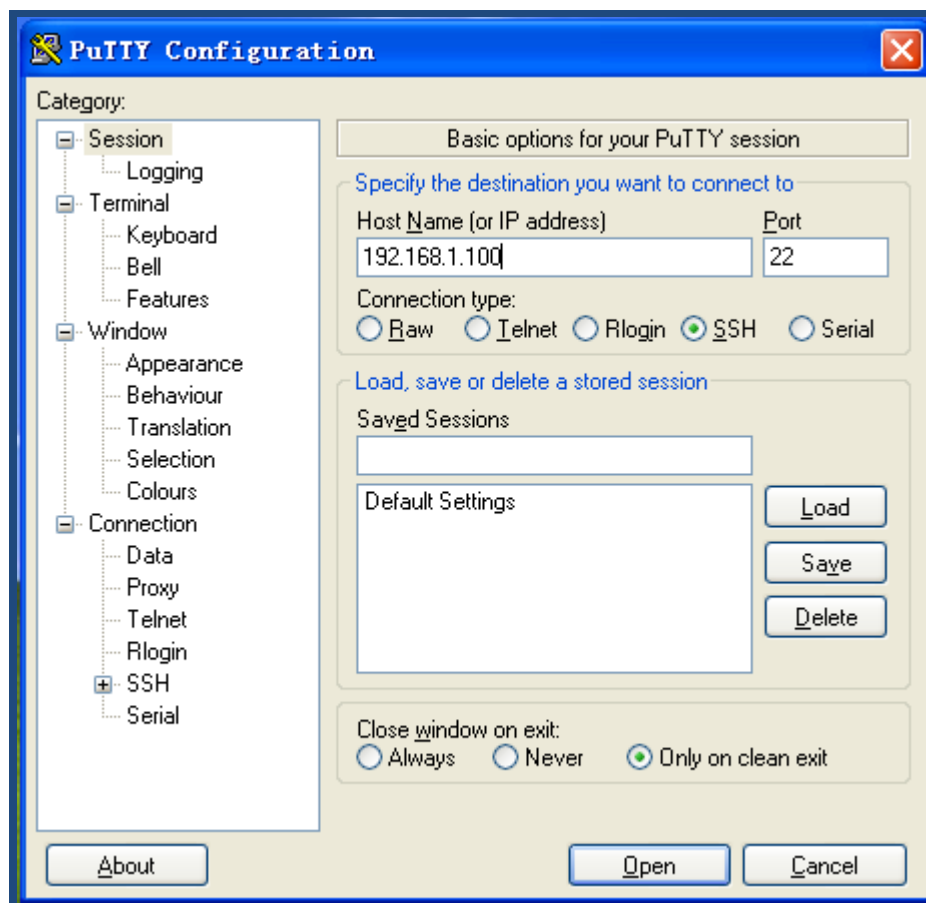 PuTTY Configuration
Category:
Session
Logging
Terminal
Keyboard
Bell
Features
Window
Appearance
Behaviour
Translation
Selection
Colours
Connection
Data
Proxy
Telnet
Rlogin
SSH
Serial
Basic options for your PuTTY session
Specify the destination you want to connect to
Host Name (or IP address) Port
192.168.1.100 22
Connection type:
Raw Telnet Rlogin SSH Serial
Load, save or delete a stored session
Saved Sessions
Default Settings
Load
Save
Delete
Close window on exit:
Always Never Only on clean exit
About Open Cancel